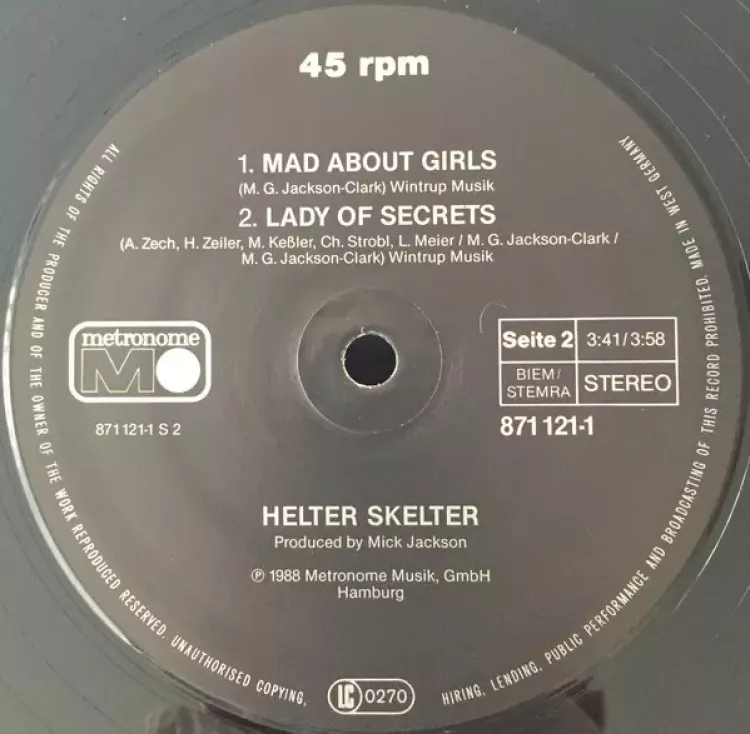 45 rpm
1. MAD ABOUT GIRLS
(M. G. Jackson-Clark) Wintrup Musik
2. LADY OF SECRETS
(A. Zech, H. Zeiler, M. Keßler, Ch. Strobl, L. Meier / M. G. Jackson-Clark /
M. G. Jackson-Clark) Wintrup Musik
metronome
M
871 121-1 S 2
Seite 2 3:41/3:58
BIEM/
STEMRA STEREO
871 121-1
HELTER SKELTER
Produced by Mick Jackson
℗ 1988 Metronome Musik, GmbH
Hamburg
ALL RIGHTS OF THE PRODUCER AND OF THE OWNER OF THE WORK REPRODUCED RESERVED. UNAUTHORISED COPYING,
LC 0270
HIRING, LENDING, PUBLIC PERFORMANCE AND BROADCASTING OF THIS RECORD PROHIBITED. MADE IN WEST GERMANY